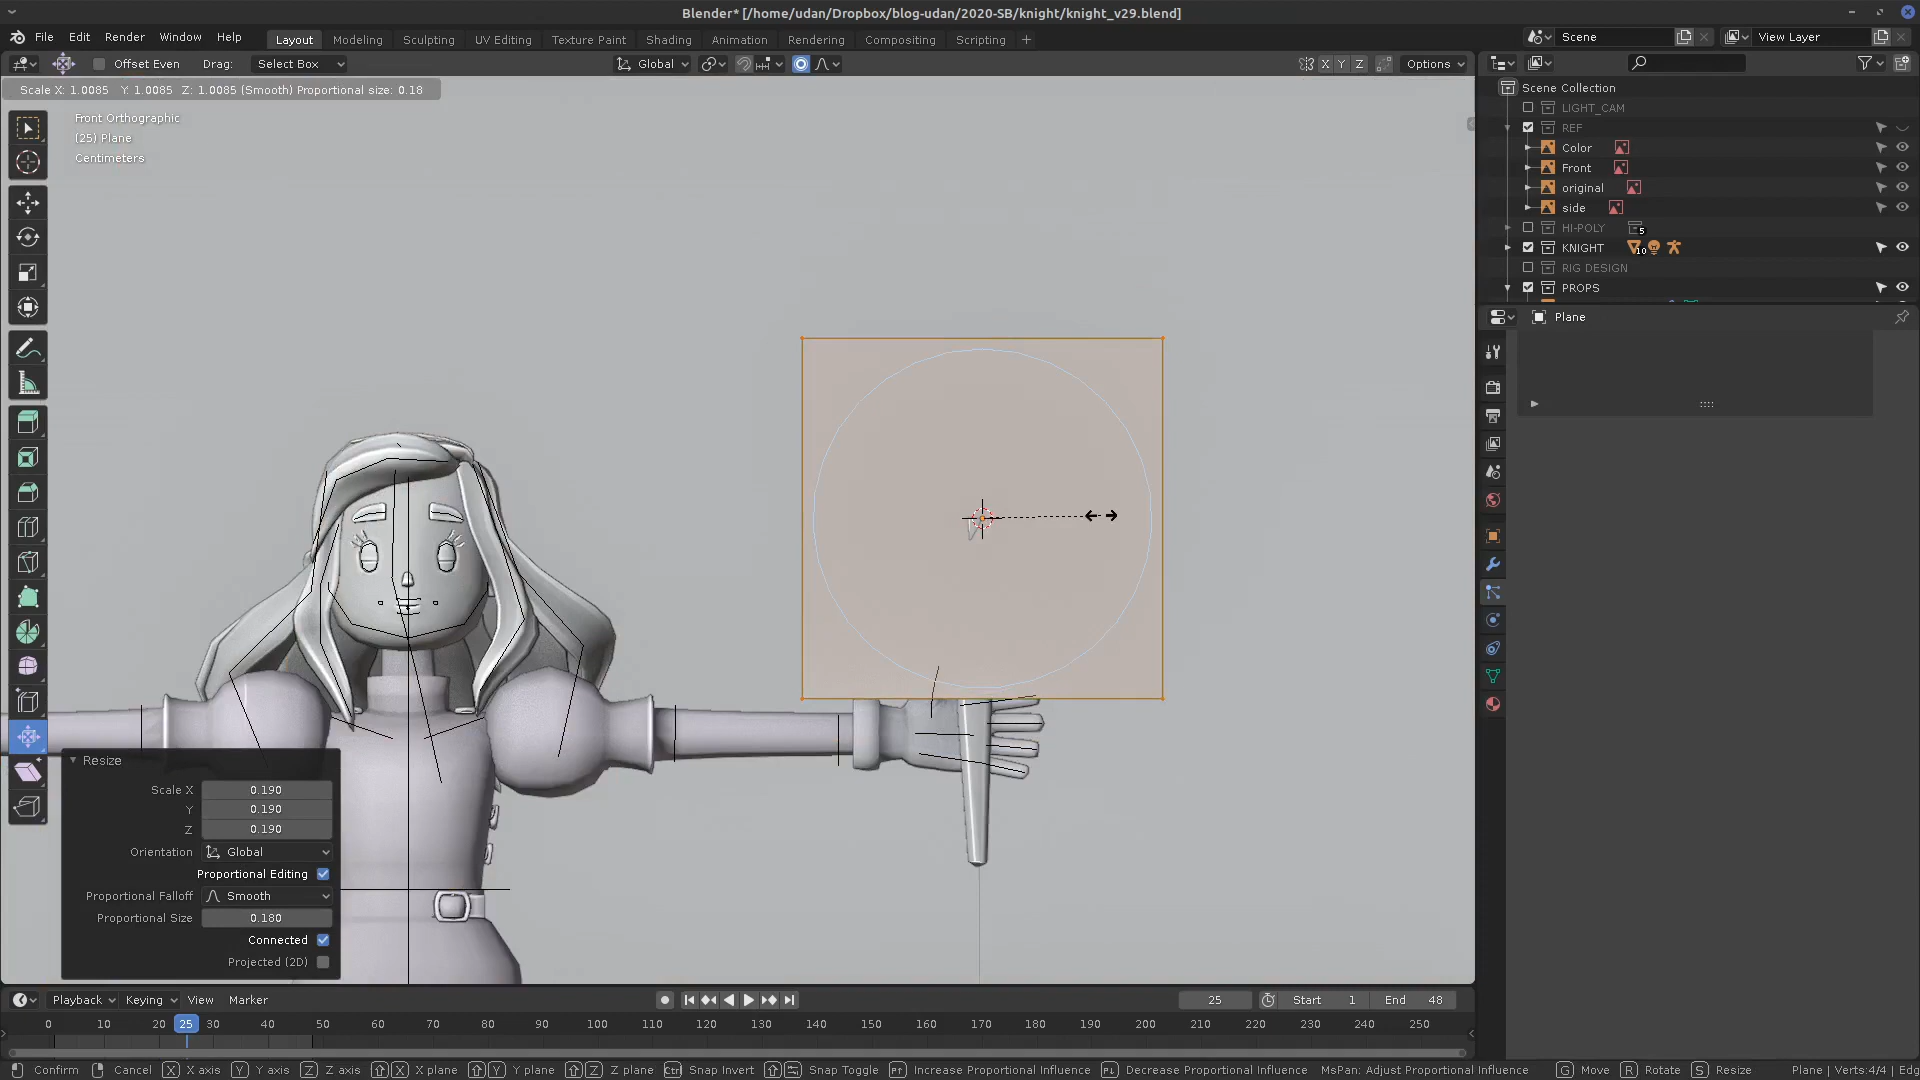 Blender* [/home/udan/Dropbox/blog-udan/2020-SB/knight/knight_v29.blend]
File Edit Render Window Help
Layout Modeling Sculpting UV Editing Texture Paint Shading Animation Rendering Compositing Scripting +
Scene
View Layer
Offset Even Drag: Select Box
Global
X Y Z
Options
Scale X: 1.0085 Y: 1.0085 Z: 1.0085 (Smooth) Proportional size: 0.18
Front Orthographic
(25) Plane
Centimeters
Scene Collection
LIGHT_CAM
REF
Color
Front
original
side
HI-POLY 5
KNIGHT 10
RIG DESIGN
PROPS
Plane
Resize
Scale X 0.190
Y 0.190
Z 0.190
Orientation Global
Proportional Editing
Proportional Falloff Smooth
Proportional Size 0.180
Connected
Projected (2D)
Playback Keying View Marker
25
Start 1
End 48
0 10 20 25 30 40 50 60 70 80 90 100 110 120 130 140 150 160 170 180 190 200 210 220 230 240 250
Confirm Cancel X X axis Y Y axis Z Z axis X X plane Y Y plane Z Z plane Ctrl Snap Invert Snap Toggle Increase Proportional Influence Decrease Proportional Influence MsPan: Adjust Proportional Influence G Move R Rotate S Resize Plane | Verts:4/4 | Edg